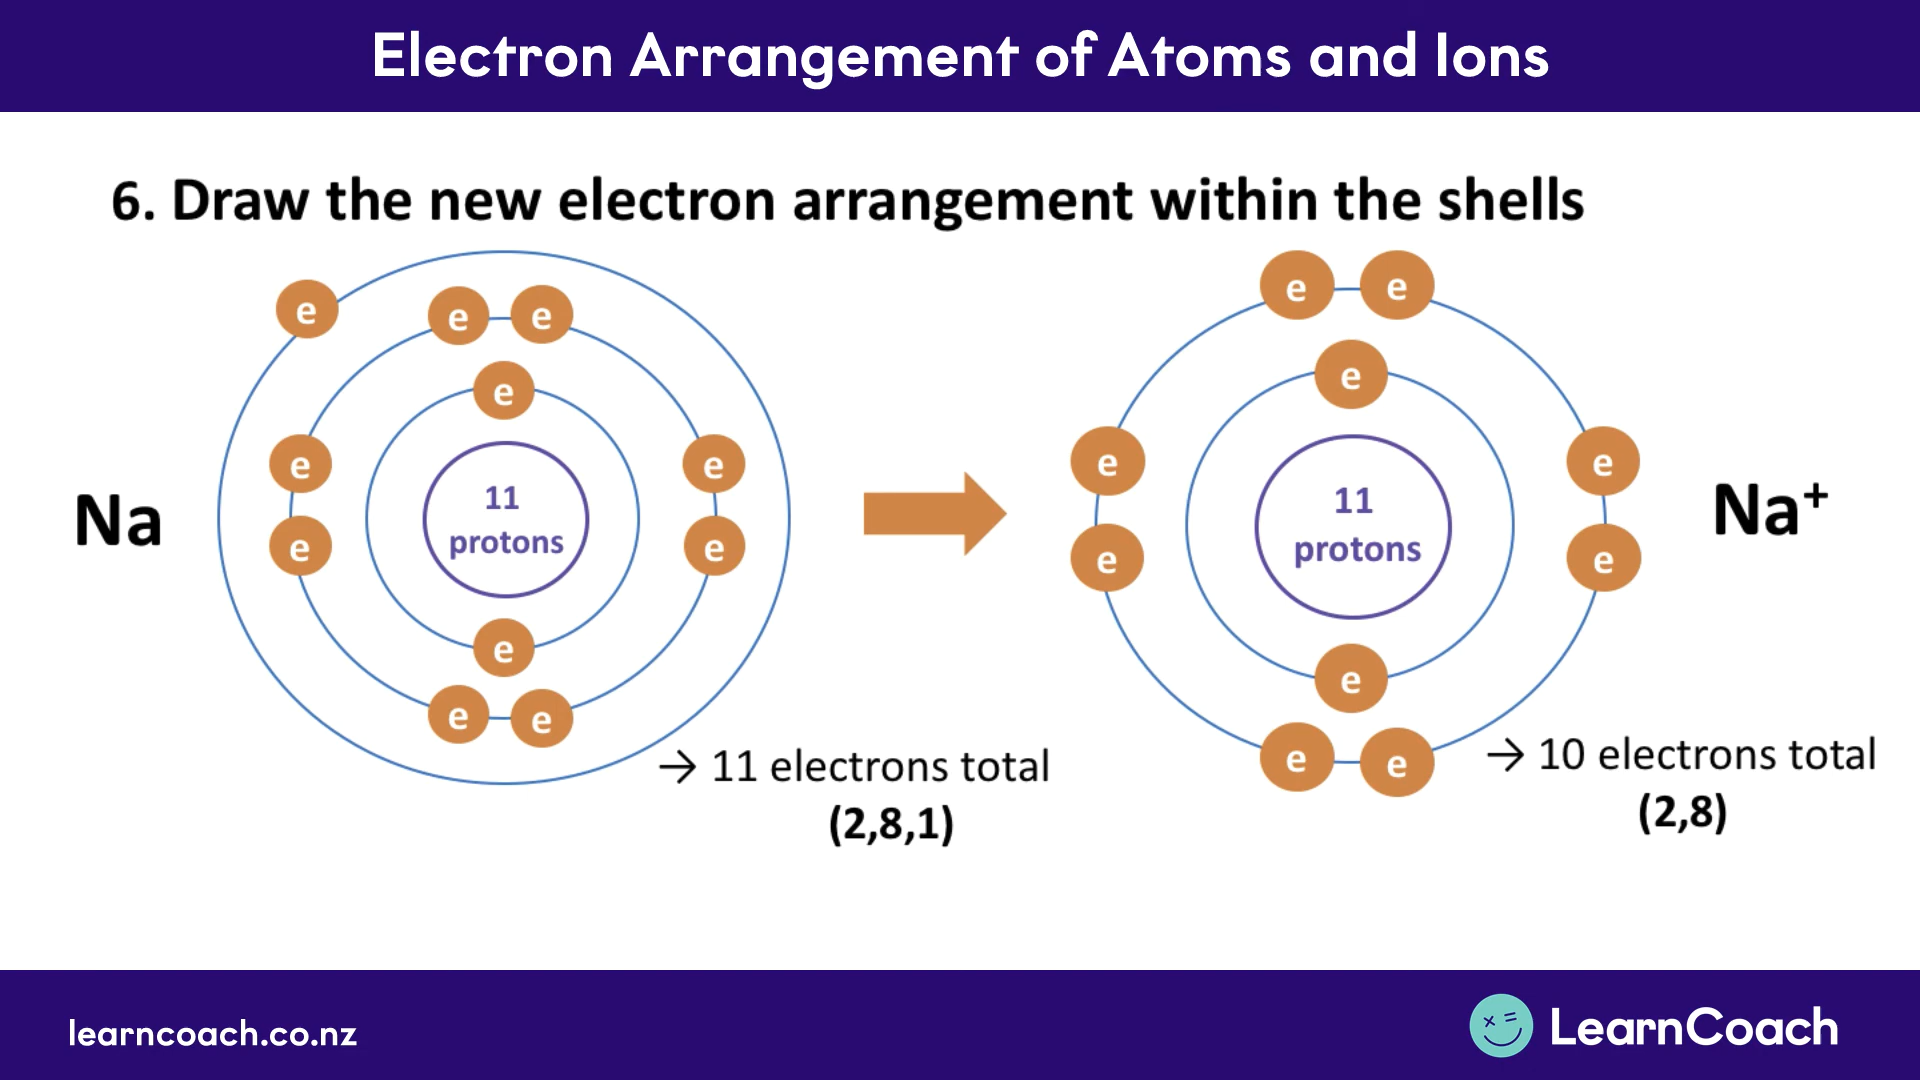 Electron Arrangement of Atoms and Ions
6. Draw the new electron arrangement within the shells
e
e e
e
e
e
e
e
11
protons
e
e
e e
Na
→ 11 electrons total
(2,8,1)
e e
e
e
e
e
e
11
protons
e
e e
Na⁺
→ 10 electrons total
(2,8)
learncoach.co.nz
LearnCoach